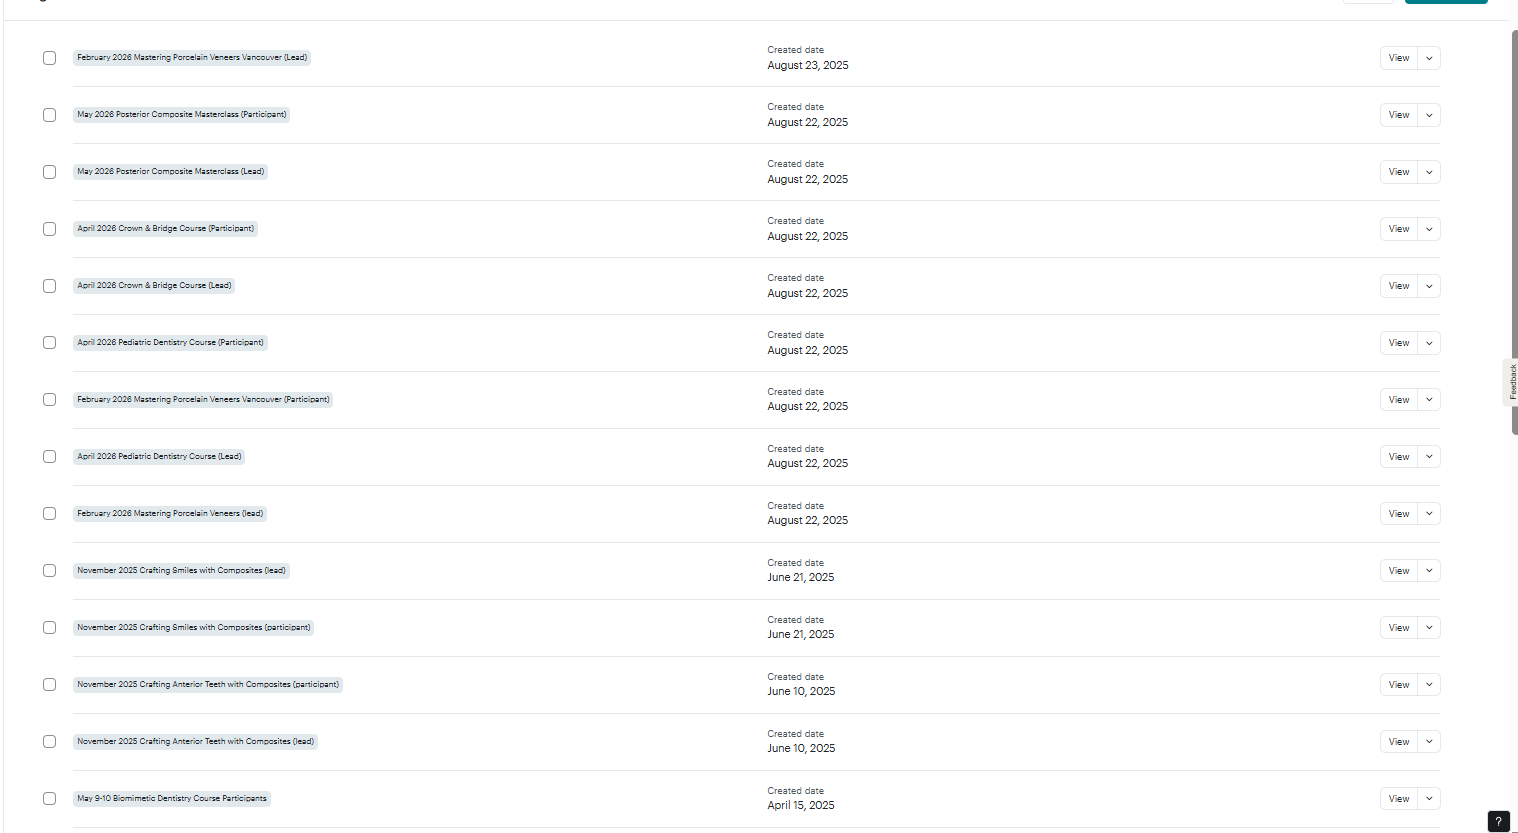 February 2026 Mastering Porcelain Veneers Vancouver (Lead)
Created date
August 23, 2025
View
May 2026 Posterior Composite Masterclass (Participant)
Created date
August 22, 2025
View
May 2026 Posterior Composite Masterclass (Lead)
Created date
August 22, 2025
View
April 2026 Crown & Bridge Course (Participant)
Created date
August 22, 2025
View
April 2026 Crown & Bridge Course (Lead)
Created date
August 22, 2025
View
April 2026 Pediatric Dentistry Course (Participant)
Created date
August 22, 2025
View
Feedback
February 2026 Mastering Porcelain Veneers Vancouver (Participant)
Created date
August 22, 2025
View
April 2026 Pediatric Dentistry Course (Lead)
Created date
August 22, 2025
View
February 2026 Mastering Porcelain Veneers (lead)
Created date
August 22, 2025
View
November 2025 Crafting Smiles with Composites (lead)
Created date
June 21, 2025
View
November 2025 Crafting Smiles with Composites (participant)
Created date
June 21, 2025
View
November 2025 Crafting Anterior Teeth with Composites (participant)
Created date
June 10, 2025
View
November 2025 Crafting Anterior Teeth with Composites (lead)
Created date
June 10, 2025
View
May 9-10 Biomimetic Dentistry Course Participants
Created date
April 15, 2025
View
?